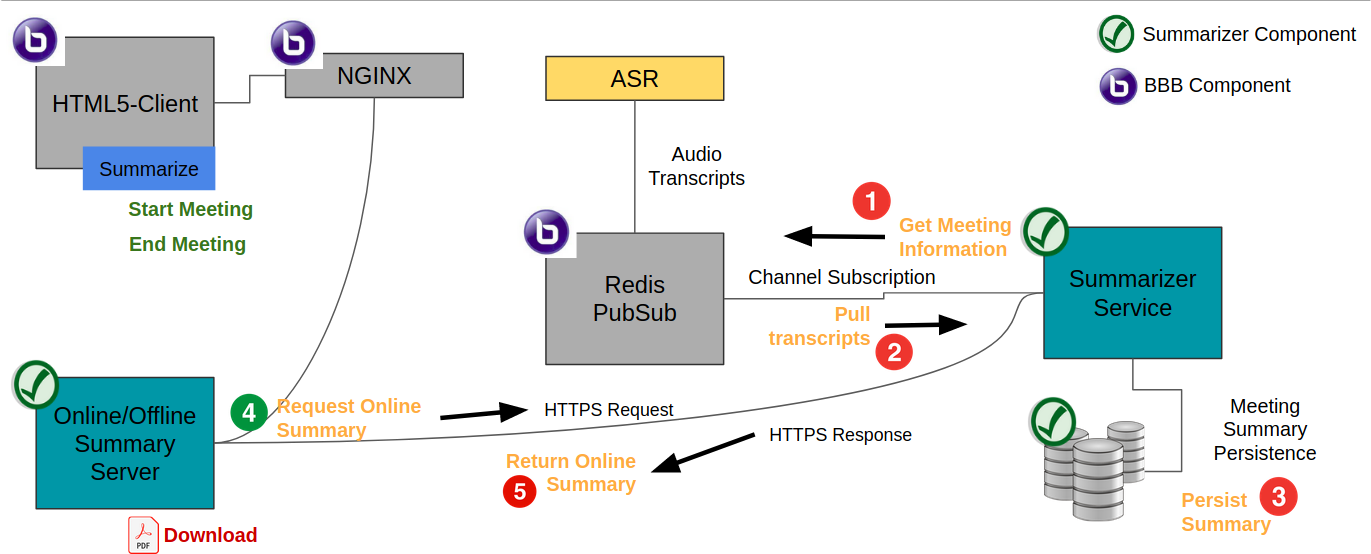 Summarizer Component
BBB Component
b
HTML5-Client
Summarize
Start Meeting
End Meeting
b
NGINX
ASR
Audio
Transcripts
b
Redis
PubSub
1
Get Meeting
Information
Channel Subscription
Pull
transcripts
2
Summarizer
Service
Online/Offline
Summary
Server
4
Request Online
Summary
HTTPS Request
HTTPS Response
Return Online
Summary
5
Meeting
Summary
Persistence
Persist
Summary
3
PDF
Download
b